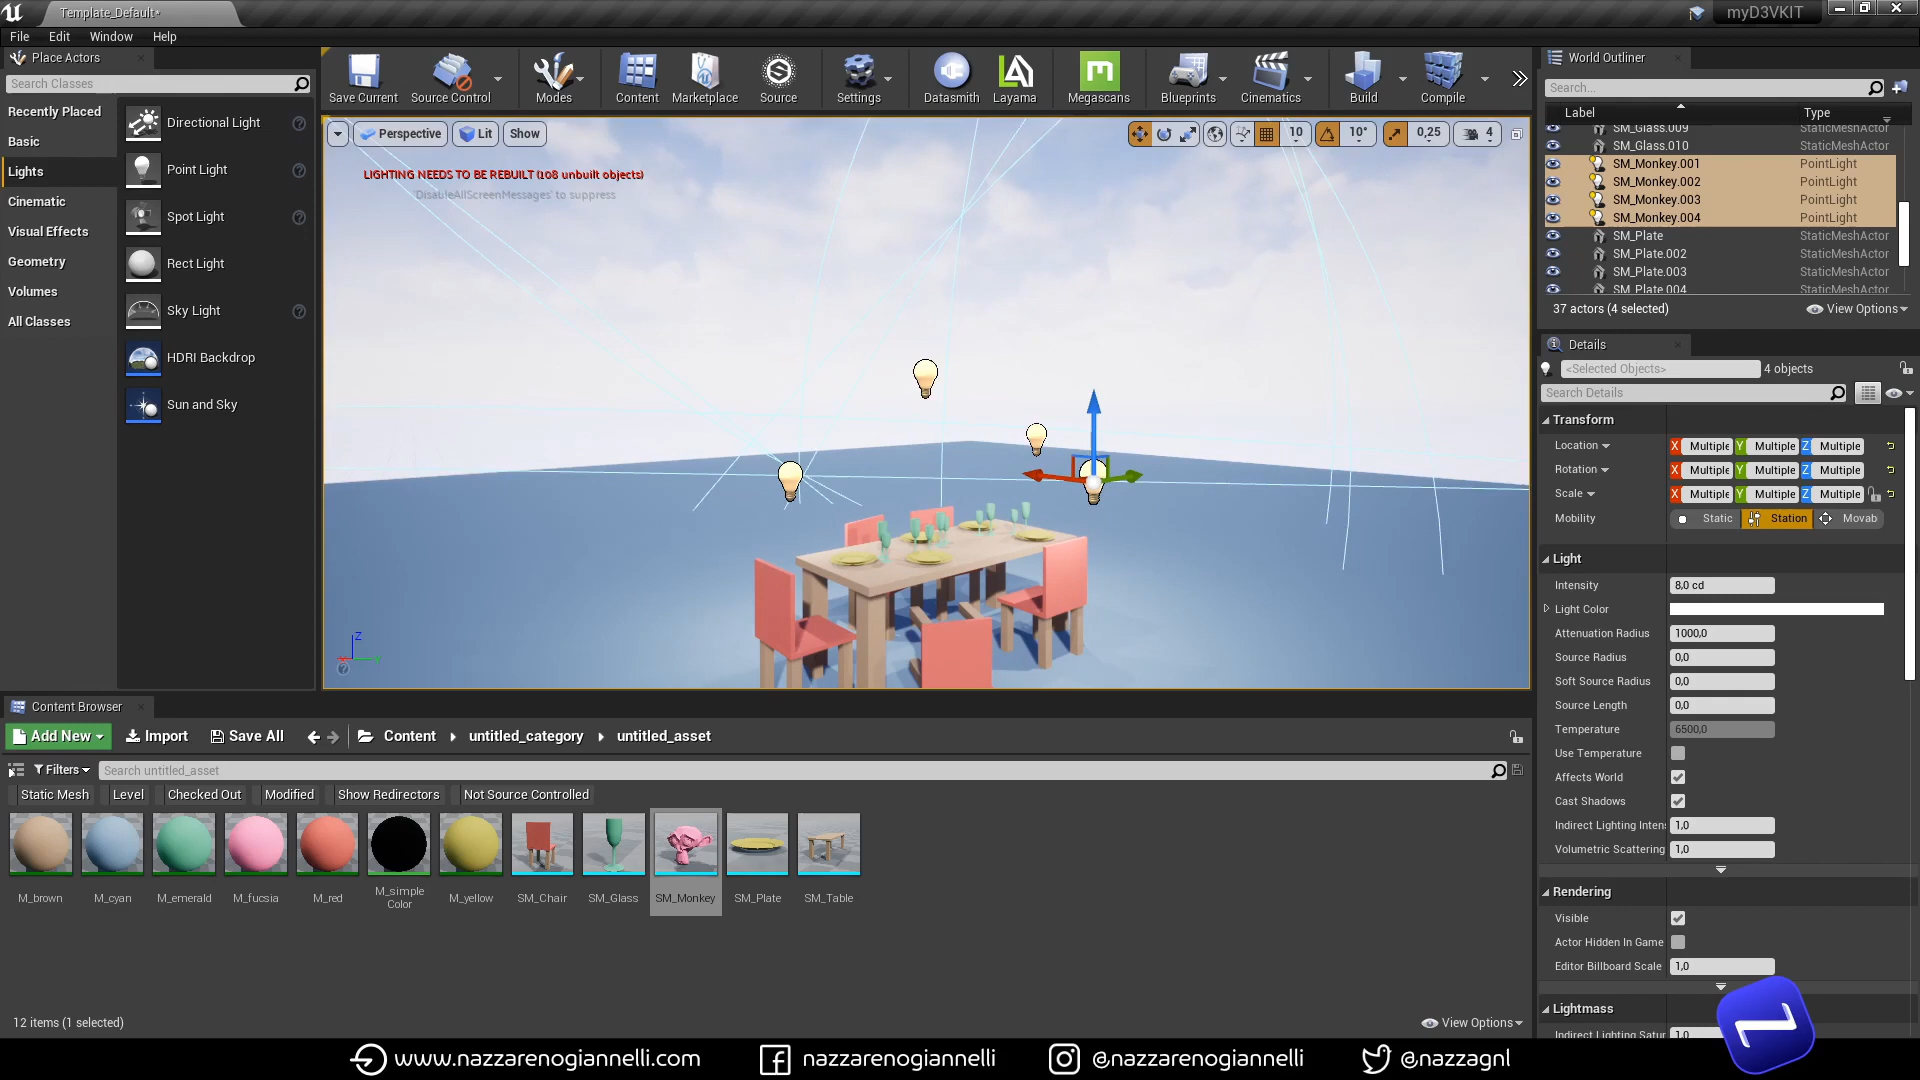 Template_Default*
myD3VKIT
File Edit Window Help
Place Actors
Search Classes
Recently Placed
Basic
Lights
Cinematic
Visual Effects
Geometry
Volumes
All Classes
Directional Light
Point Light
Spot Light
Rect Light
Sky Light
HDRI Backdrop
Sun and Sky
Save Current Source Control Modes Content Marketplace Source Settings Datasmith Layama Megascans Blueprints Cinematics Build Compile
Perspective Lit Show 10 10° 0,25 4
LIGHTING NEEDS TO BE REBUILT (108 unbuilt objects)
'DisableAllScreenMessages' to suppress
Z
X
Y
World Outliner
Search...
Label Type
SM_Glass.009 StaticMeshActor
SM_Glass.010 StaticMeshActor
SM_Monkey.001 PointLight
SM_Monkey.002 PointLight
SM_Monkey.003 PointLight
SM_Monkey.004 PointLight
SM_Plate StaticMeshActor
SM_Plate.002 StaticMeshActor
SM_Plate.003 StaticMeshActor
SM_Plate.004 StaticMeshActor
37 actors (4 selected) View Options
Details
<Selected Objects> 4 objects
Search Details
Transform
Location X Multiple Y Multiple Z Multiple
Rotation X Multiple Y Multiple Z Multiple
Scale X Multiple Y Multiple Z Multiple
Mobility Static Station Movab
Light
Intensity 8,0 cd
Light Color
Attenuation Radius 1000,0
Source Radius 0,0
Soft Source Radius 0,0
Source Length 0,0
Temperature 6500,0
Use Temperature
Affects World
Cast Shadows
Indirect Lighting Inten 1,0
Volumetric Scattering 1,0
Rendering
Visible
Actor Hidden In Game
Editor Billboard Scale 1,0
Lightmass
Indirect Lighting Satur 1,0
Content Browser
Add New Import Save All Content untitled_category untitled_asset
Filters Search untitled_asset
Static Mesh Level Checked Out Modified Show Redirectors Not Source Controlled
M_brown M_cyan M_emerald M_fucsia M_red M_simple Color M_yellow SM_Chair SM_Glass SM_Monkey SM_Plate SM_Table
12 items (1 selected) View Options
www.nazzarenogiannelli.com nazzarenogiannelli @nazzarenogiannelli @nazzagnl